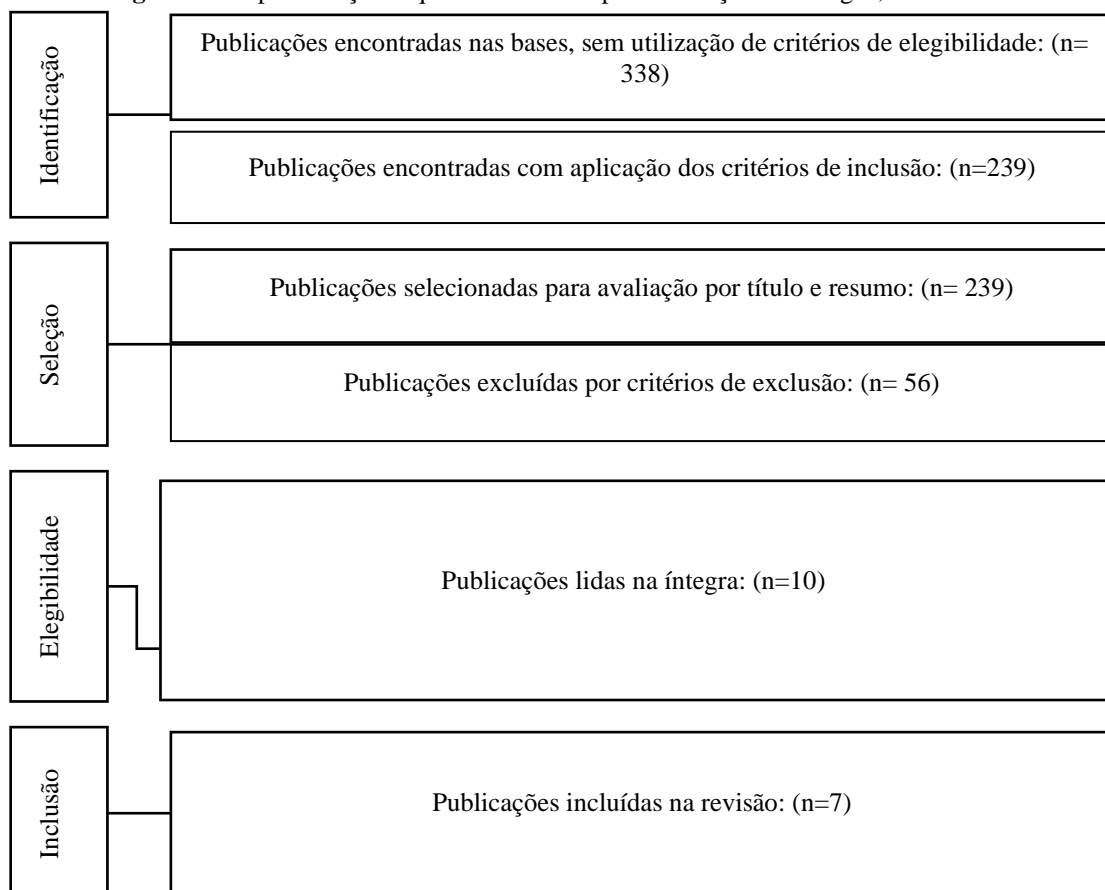 Identificação
Publicações encontradas nas bases, sem utilização de critérios de elegibilidade: (n=
338)
Publicações encontradas com aplicação dos critérios de inclusão: (n=239)
Seleção
Publicações selecionadas para avaliação por título e resumo: (n= 239)
Publicações excluídas por critérios de exclusão: (n= 56)
Elegibilidade
Publicações lidas na íntegra: (n=10)
Inclusão
Publicações incluídas na revisão: (n=7)